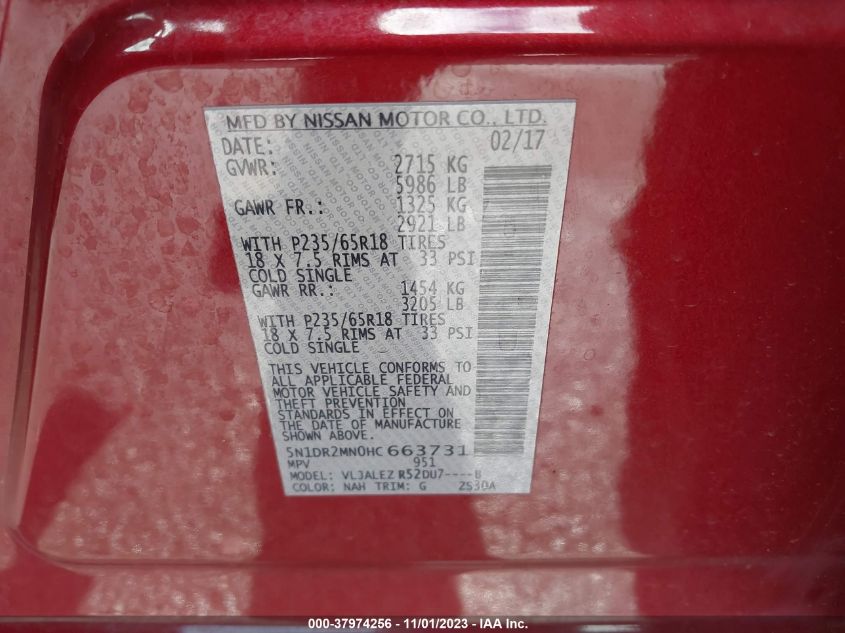 MFD BY NISSAN MOTOR CO., LTD.
DATE: 02/17
GVWR: 2715 KG
5986 LB
GAWR FR.: 1325 KG
2921 LB
WITH P235/65R18 TIRES
18 X 7.5 RIMS AT 33 PSI
COLD SINGLE
GAWR RR.: 1454 KG
3205 LB
WITH P235/65R18 TIRES
18 X 7.5 RIMS AT 33 PSI
COLD SINGLE
THIS VEHICLE CONFORMS TO
ALL APPLICABLE FEDERAL
MOTOR VEHICLE SAFETY AND
THEFT PREVENTION
STANDARDS IN EFFECT ON
THE DATE OF MANUFACTURE
SHOWN ABOVE.
5N1DR2MN0HC663731
MPV 951
MODEL: VLJALEZ R52DU7----B
COLOR: NAH TRIM: G ZS30A
000-37974256 - 11/01/2023 - IAA Inc.